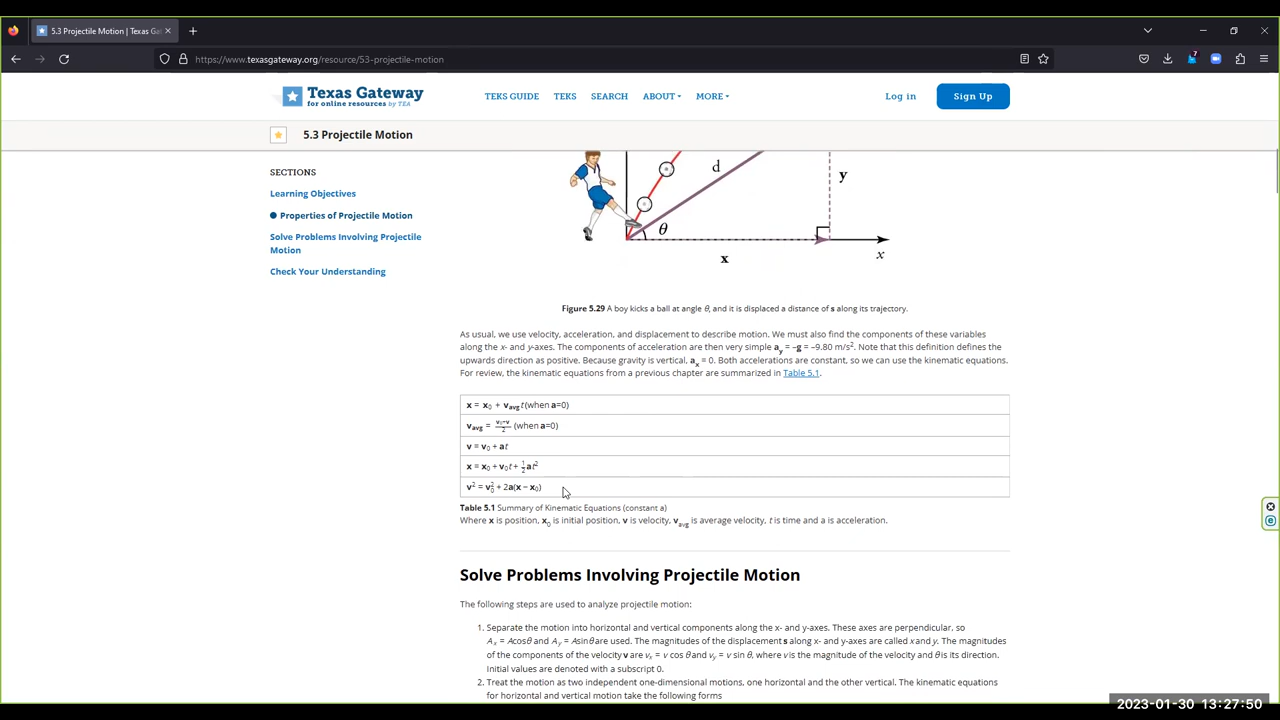 5.3 Projectile Motion | Texas Ga
https://www.texasgateway.org/resource/53-projectile-motion
7
Texas Gateway
for online resources by TEA
TEKS GUIDE
TEKS
SEARCH
ABOUT
MORE
Log in
Sign Up
5.3 Projectile Motion
SECTIONS
Learning Objectives
Properties of Projectile Motion
Solve Problems Involving Projectile
Motion
Check Your Understanding
d
y
θ
x
x
Figure 5.29 A boy kicks a ball at angle θ, and it is displaced a distance of s along its trajectory.
As usual, we use velocity, acceleration, and displacement to describe motion. We must also find the components of these variables
along the x- and y-axes. The components of acceleration are then very simple aᵧ = –g = –9.80 m/s². Note that this definition defines the
upwards direction as positive. Because gravity is vertical, aₓ = 0. Both accelerations are constant, so we can use the kinematic equations.
For review, the kinematic equations from a previous chapter are summarized in Table 5.1.
x = x₀ + vavg t(when a=0)
vavg = (v₀+v)/2 (when a=0)
v = v₀ + at
x = x₀ + v₀t + ½at²
v² = v₀² + 2a(x − x₀)
Table 5.1 Summary of Kinematic Equations (constant a)
Where x is position, x₀ is initial position, v is velocity, vavg is average velocity, t is time and a is acceleration.
Solve Problems Involving Projectile Motion
The following steps are used to analyze projectile motion:
1. Separate the motion into horizontal and vertical components along the x- and y-axes. These axes are perpendicular, so
Aₓ = Acosθ and Aᵧ = Asinθ are used. The magnitudes of the displacement s along x- and y-axes are called x and y. The magnitudes
of the components of the velocity v are vₓ = v cos θ and vᵧ = v sin θ, where v is the magnitude of the velocity and θ is its direction.
Initial values are denoted with a subscript 0.
2. Treat the motion as two independent one-dimensional motions, one horizontal and the other vertical. The kinematic equations
for horizontal and vertical motion take the following forms
2023-01-30 13:27:50